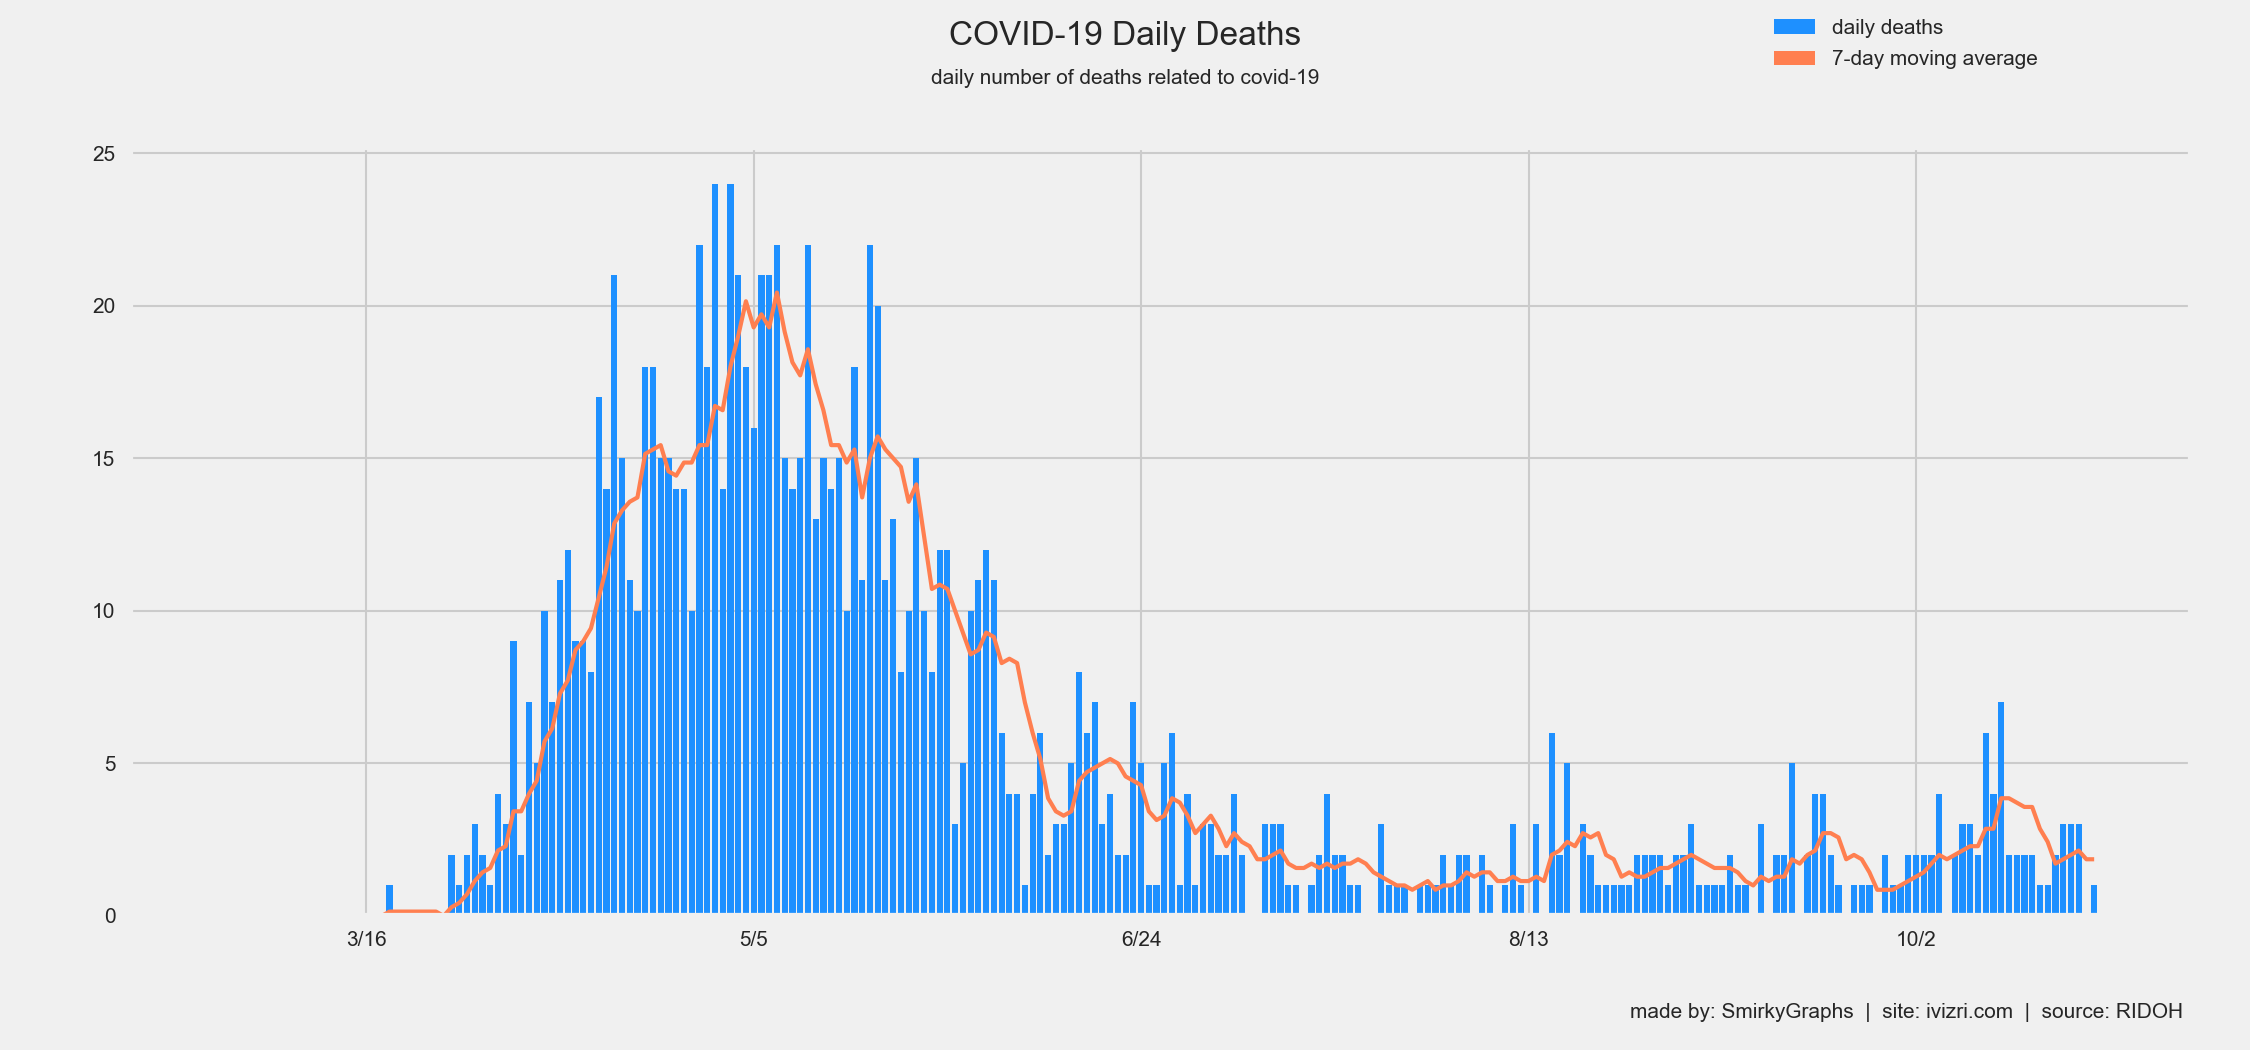 COVID-19 Daily Deaths
daily number of deaths related to covid-19
daily deaths
7-day moving average
25
20
15
10
5
0
3/16
5/5
6/24
8/13
10/2
made by: SmirkyGraphs | site: ivizri.com | source: RIDOH